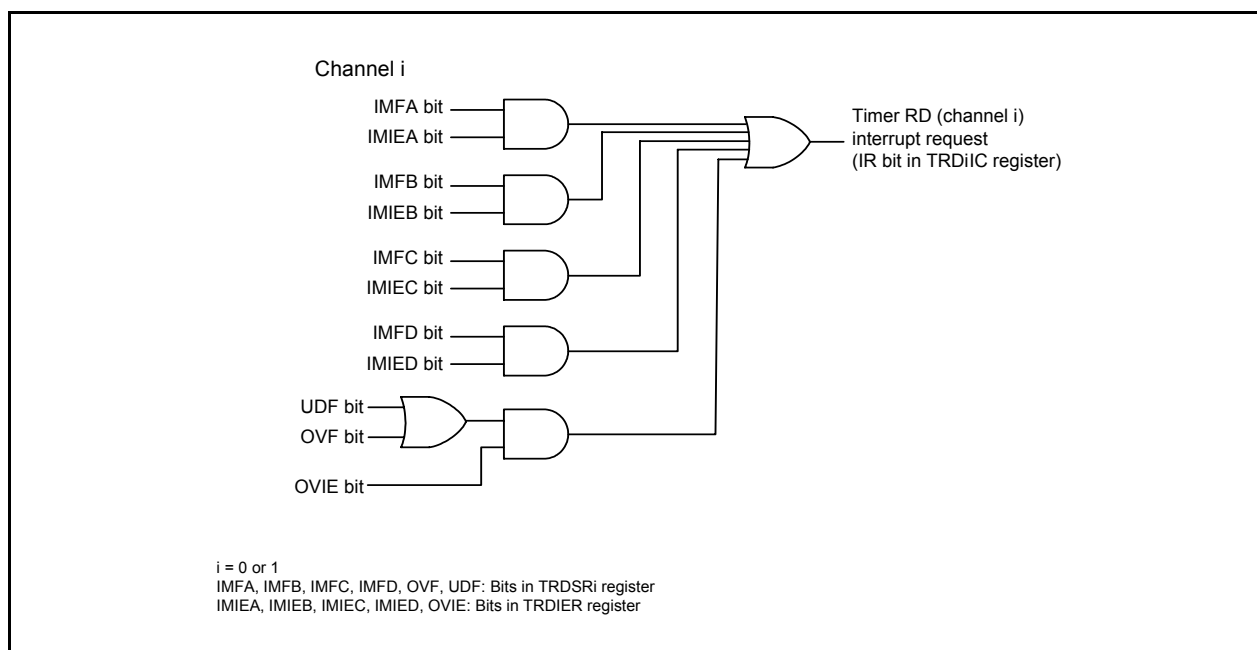 Channel i
IMFA bit
IMIEA bit
IMFB bit
IMIEB bit
IMFC bit
IMIEC bit
IMFD bit
IMIED bit
UDF bit
OVF bit
OVIE bit
Timer RD (channel i)
interrupt request
(IR bit in TRDiIC register)
i = 0 or 1
IMFA, IMFB, IMFC, IMFD, OVF, UDF: Bits in TRDSRi register
IMIEA, IMIEB, IMIEC, IMIED, OVIE: Bits in TRDIER register